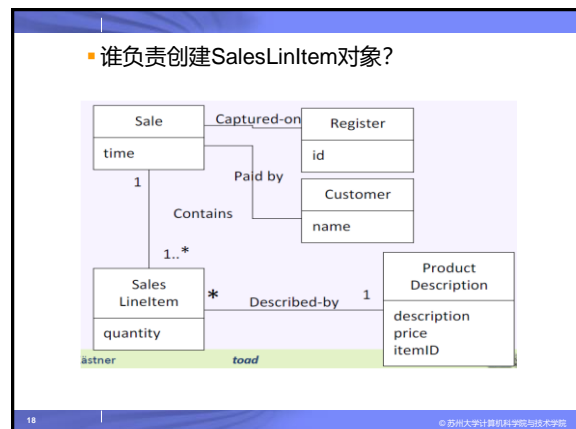 谁负责创建SalesLinItem对象?
Sale
Captured-on
Register
time
id
1
Paid by
Customer
Contains
name
1..*
Sales
LineItem
*
Described-by
1
Product
Description
quantity
description
price
itemID
ästner
toad
18
©苏州大学计算机科学与技术学院